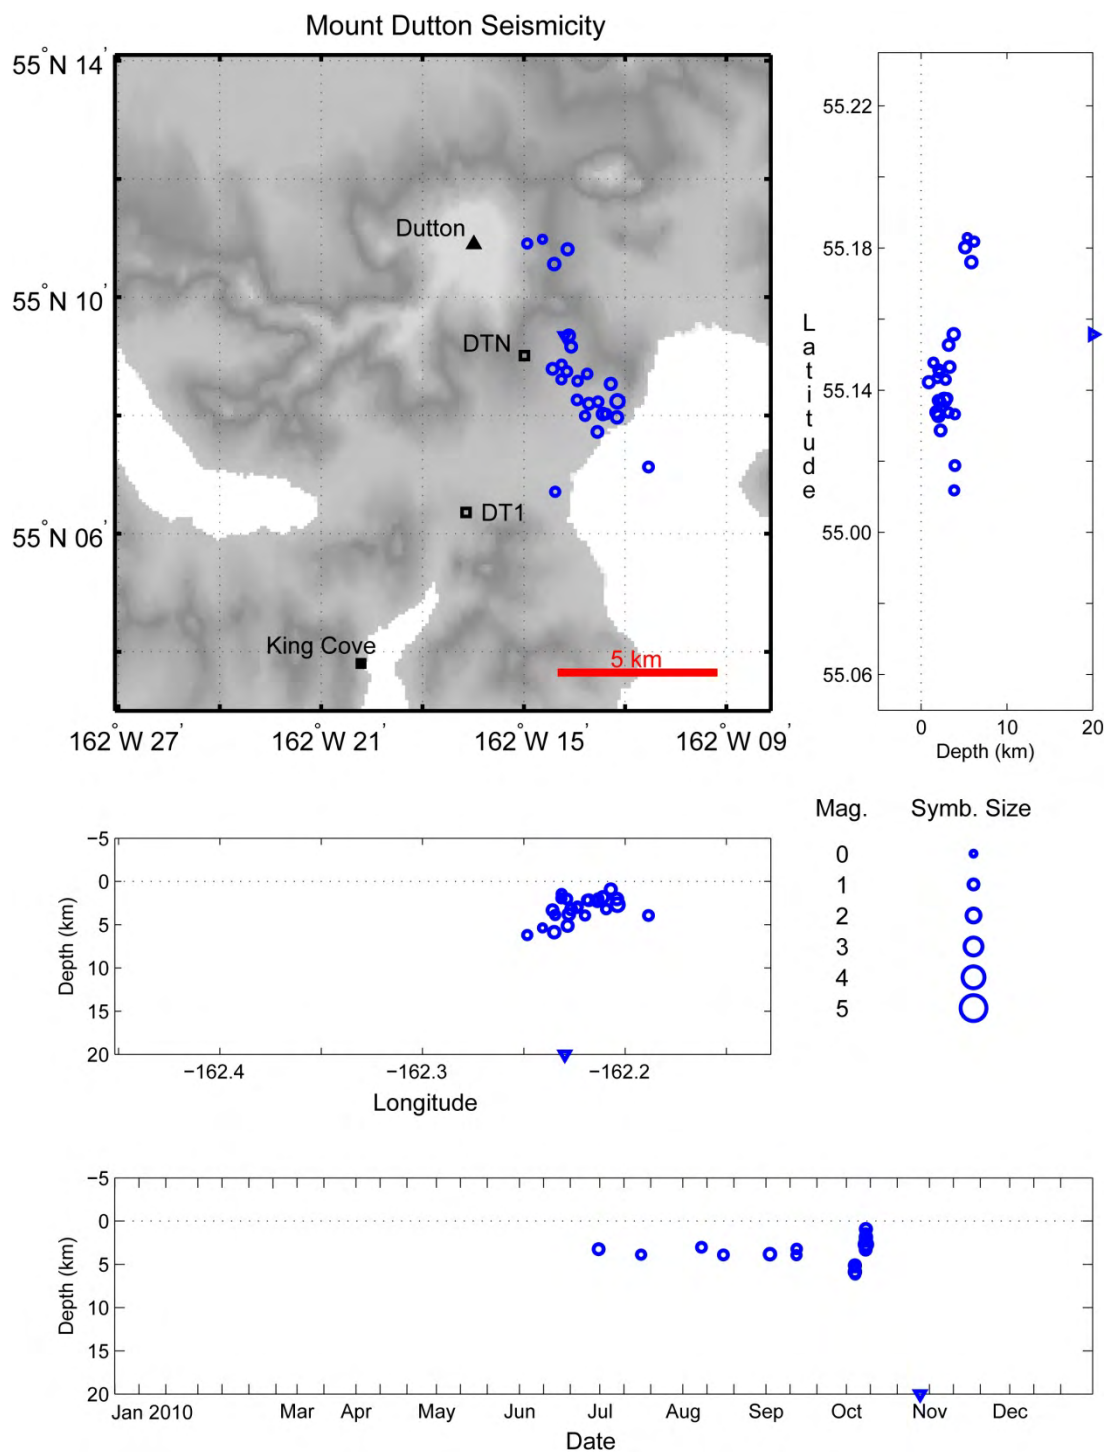 Mount Dutton Seismicity
55°N 14'
55°N 10'
55°N 06'
Dutton
DTN
DT1
King Cove
5 km
162°W 27'
162°W 21'
162°W 15'
162°W 09'
55.22
55.18
55.14
55.00
55.06
Latitude
0
10
20
Depth (km)
−5
0
5
10
15
20
Depth (km)
−162.4
−162.3
−162.2
Longitude
Mag. Symb. Size
0
1
2
3
4
5
−5
0
5
10
15
20
Depth (km)
Jan 2010 Mar Apr May Jun Jul Aug Sep Oct Nov Dec
Date